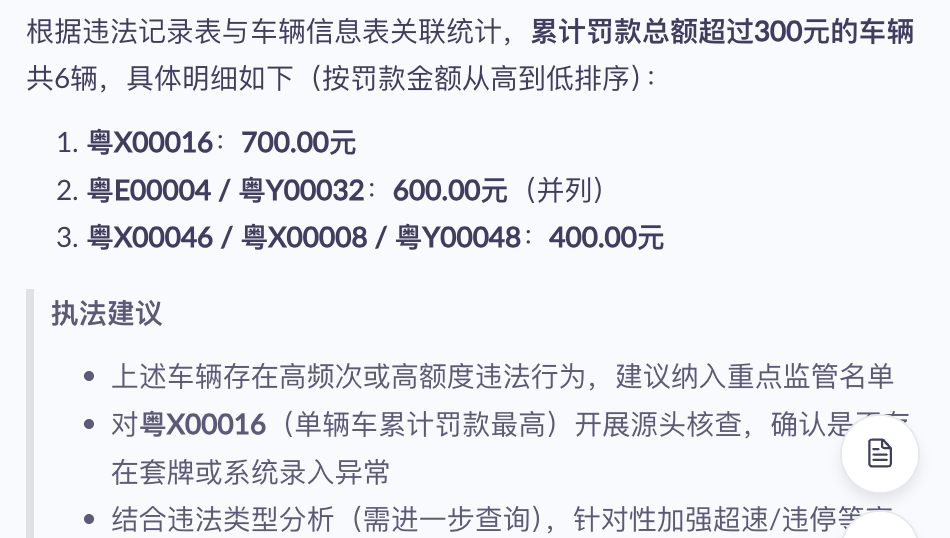 根据违法记录表与车辆信息表关联统计，累计罚款总额超过300元的车辆
共6辆，具体明细如下（按罚款金额从高到低排序）：
1. 粤X00016：700.00元
2. 粤E00004 / 粤Y00032：600.00元（并列）
3. 粤X00046 / 粤X00008 / 粤Y00048：400.00元
执法建议
• 上述车辆存在高频次或高额度违法行为，建议纳入重点监管名单
• 对粤X00016（单辆车累计罚款最高）开展源头核查，确认是
在套牌或系统录入异常
• 结合违法类型分析（需进一步查询），针对性加强超速/违停等